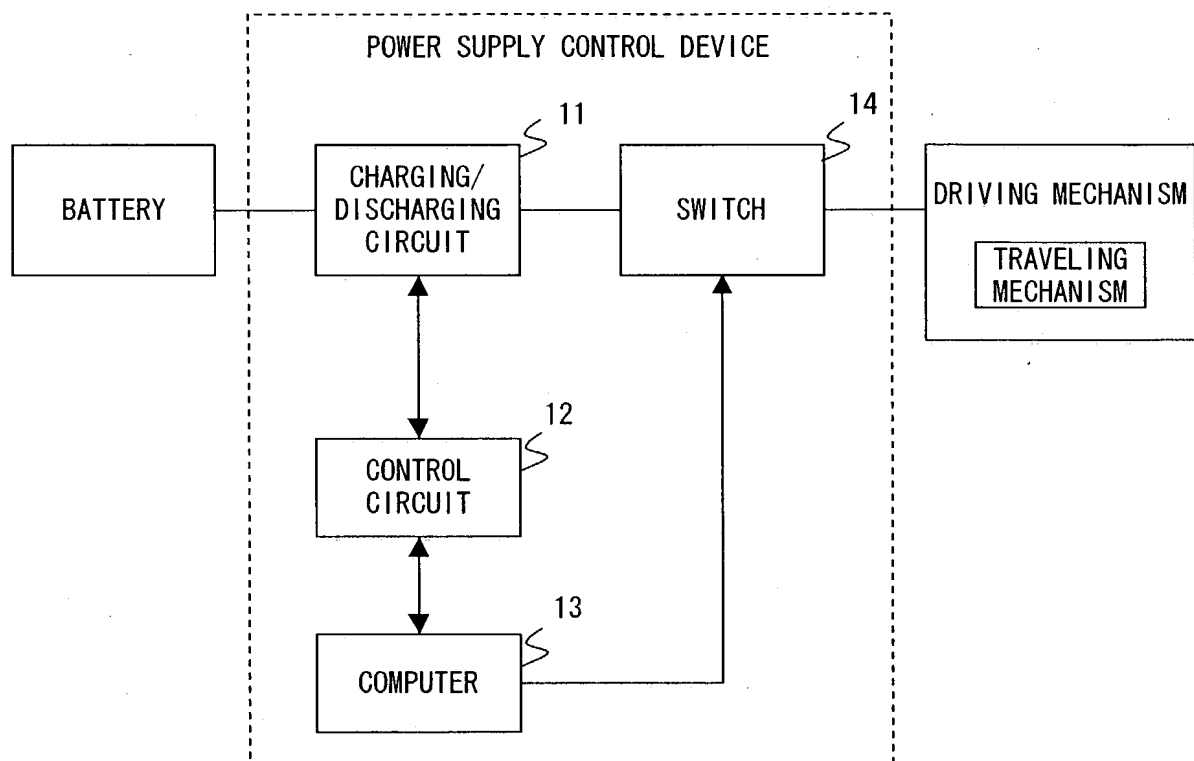 POWER SUPPLY CONTROL DEVICE
11
14
BATTERY
CHARGING/
DISCHARGING
CIRCUIT
SWITCH
DRIVING MECHANISM
TRAVELING
MECHANISM
12
CONTROL
CIRCUIT
13
COMPUTER